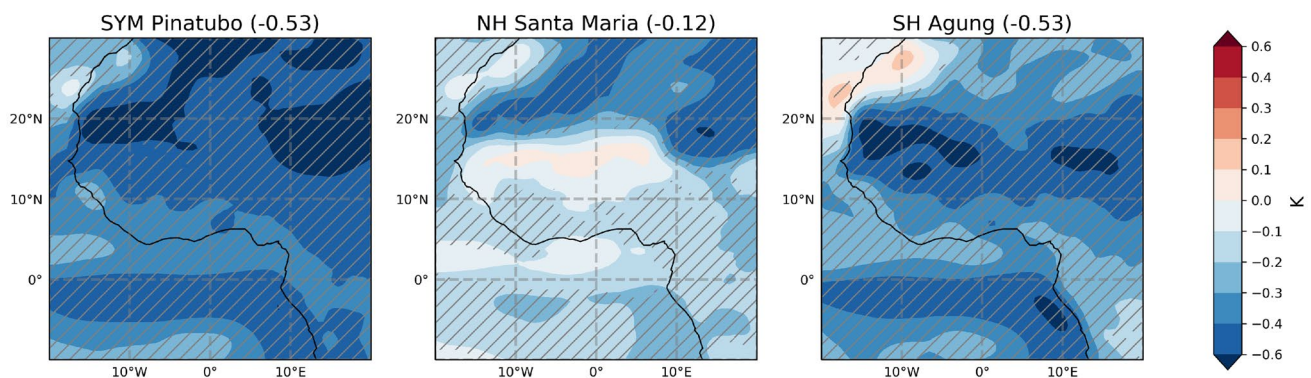 SYM Pinatubo (-0.53)
NH Santa Maria (-0.12)
SH Agung (-0.53)
20°N
10°N
0°
10°W
0°
10°E
20°N
10°N
0°
10°W
0°
10°E
20°N
10°N
0°
10°W
0°
10°E
0.6
0.4
0.3
0.2
0.1
0.0
−0.1
−0.2
−0.3
−0.4
−0.6
K